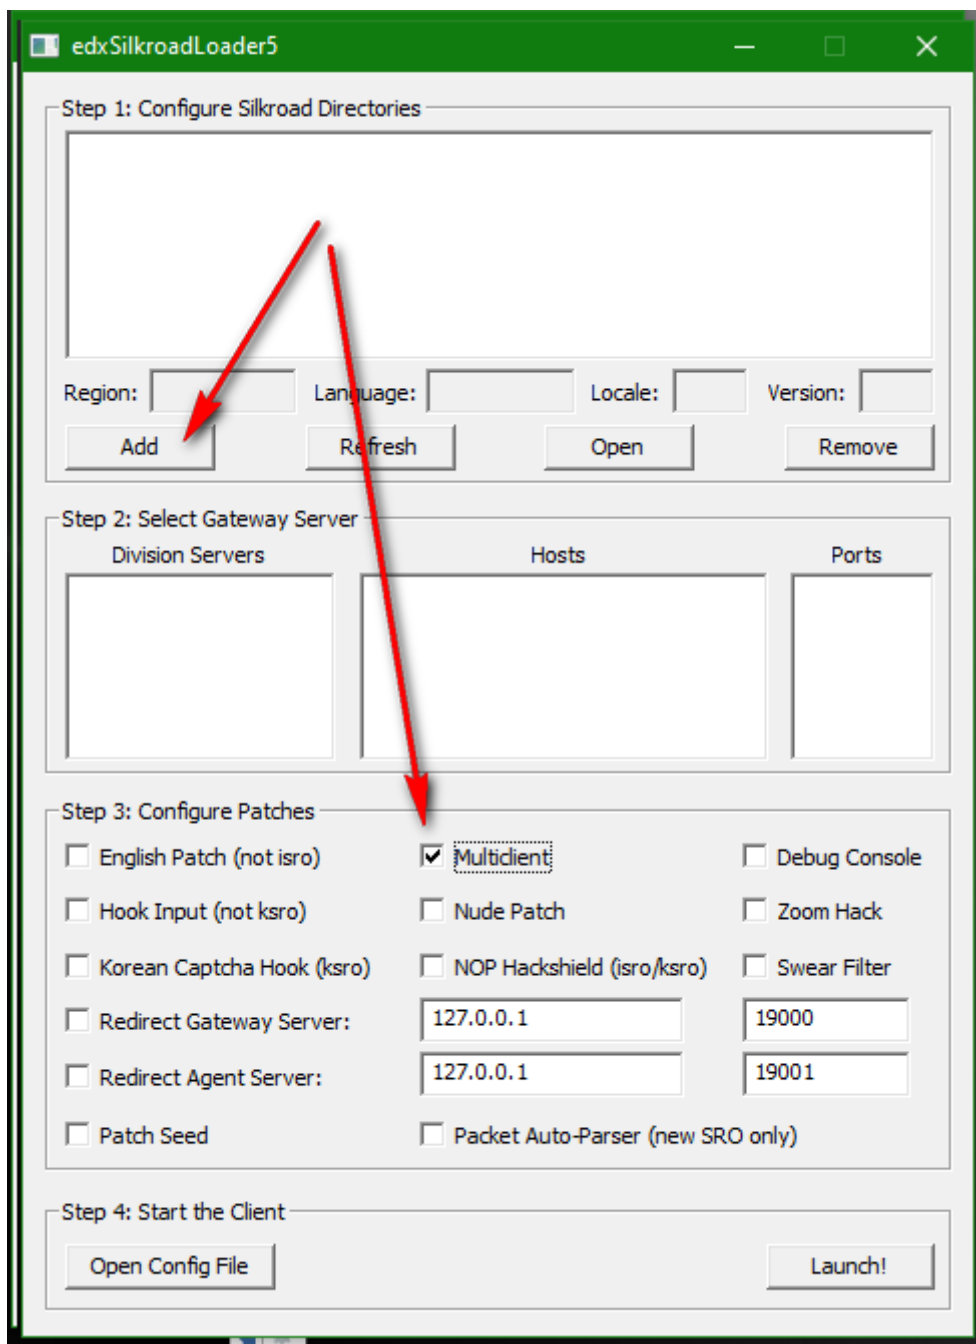 edxSilkroadLoader5
Step 1: Configure Silkroad Directories
Region: Language: Locale: Version:
Add Refresh Open Remove
Step 2: Select Gateway Server
Division Servers Hosts Ports
Step 3: Configure Patches
English Patch (not isro) Multiclient Debug Console
Hook Input (not ksro) Nude Patch Zoom Hack
Korean Captcha Hook (ksro) NOP Hackshield (isro/ksro) Swear Filter
Redirect Gateway Server: 127.0.0.1 19000
Redirect Agent Server: 127.0.0.1 19001
Patch Seed Packet Auto-Parser (new SRO only)
Step 4: Start the Client
Open Config File Launch!